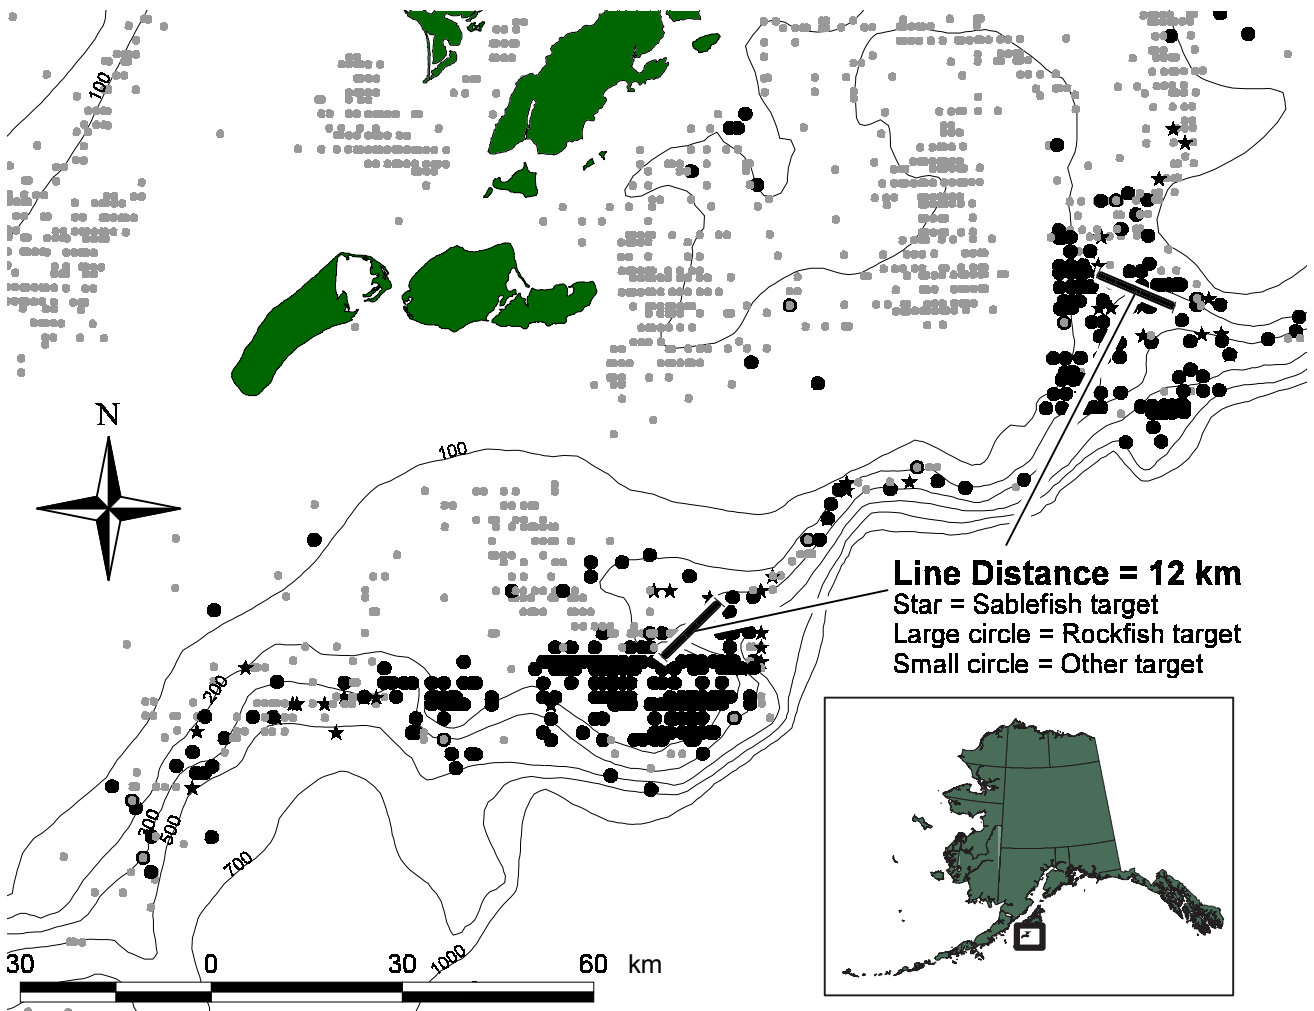 100
N
100
Line Distance = 12 km
Star = Sablefish target
Large circle = Rockfish target
Small circle = Other target
200
300
500
700
1000
30 0 30 60 km